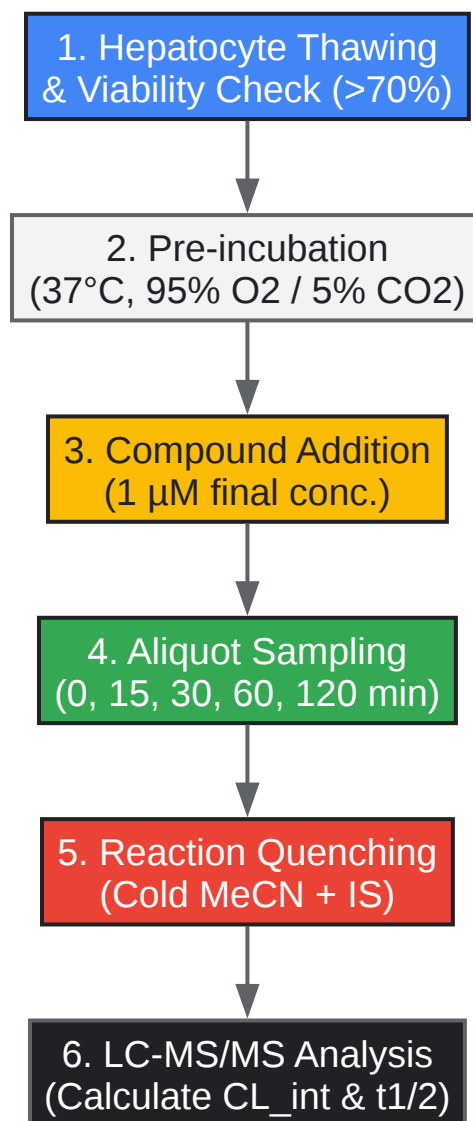 1. Hepatocyte Thawing
& Viability Check (>70%)
2. Pre-incubation
(37°C, 95% O2 / 5% CO2)
3. Compound Addition
(1 µM final conc.)
4. Aliquot Sampling
(0, 15, 30, 60, 120 min)
5. Reaction Quenching
(Cold MeCN + IS)
6. LC-MS/MS Analysis
(Calculate CL_int & t1/2)